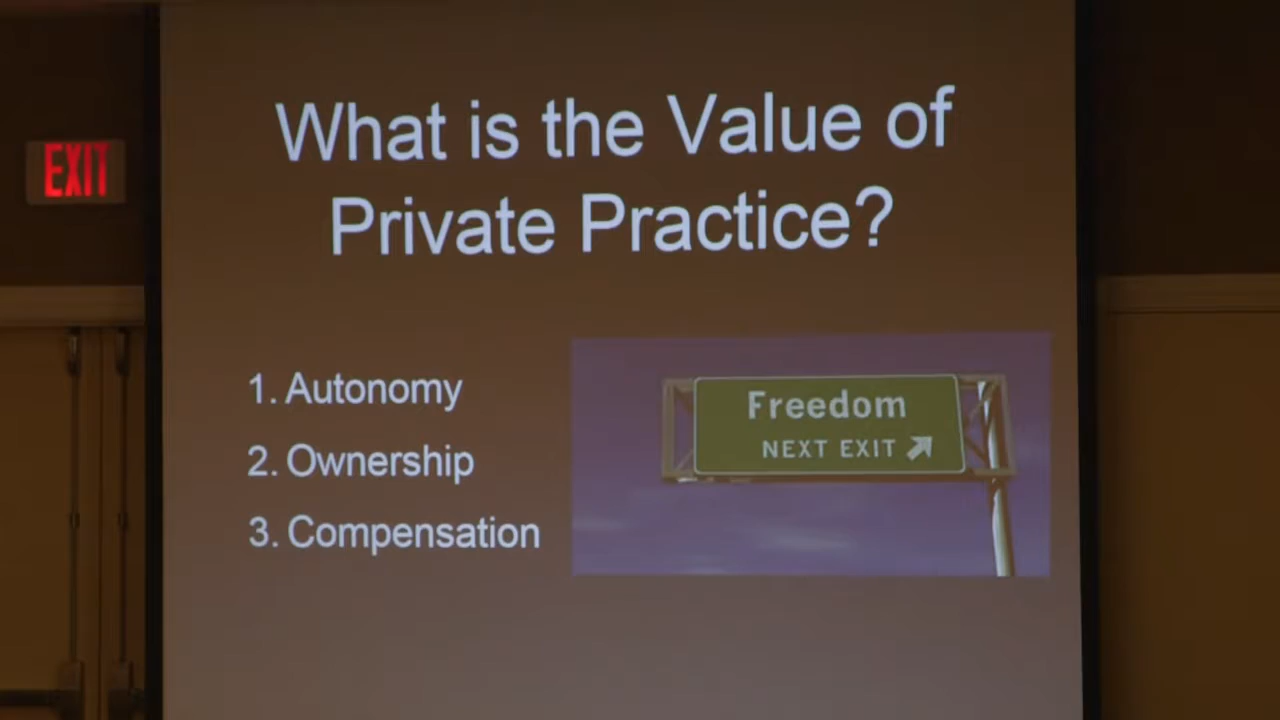 EXIT
What is the Value of
Private Practice?
1. Autonomy
2. Ownership
3. Compensation
Freedom
NEXT EXIT